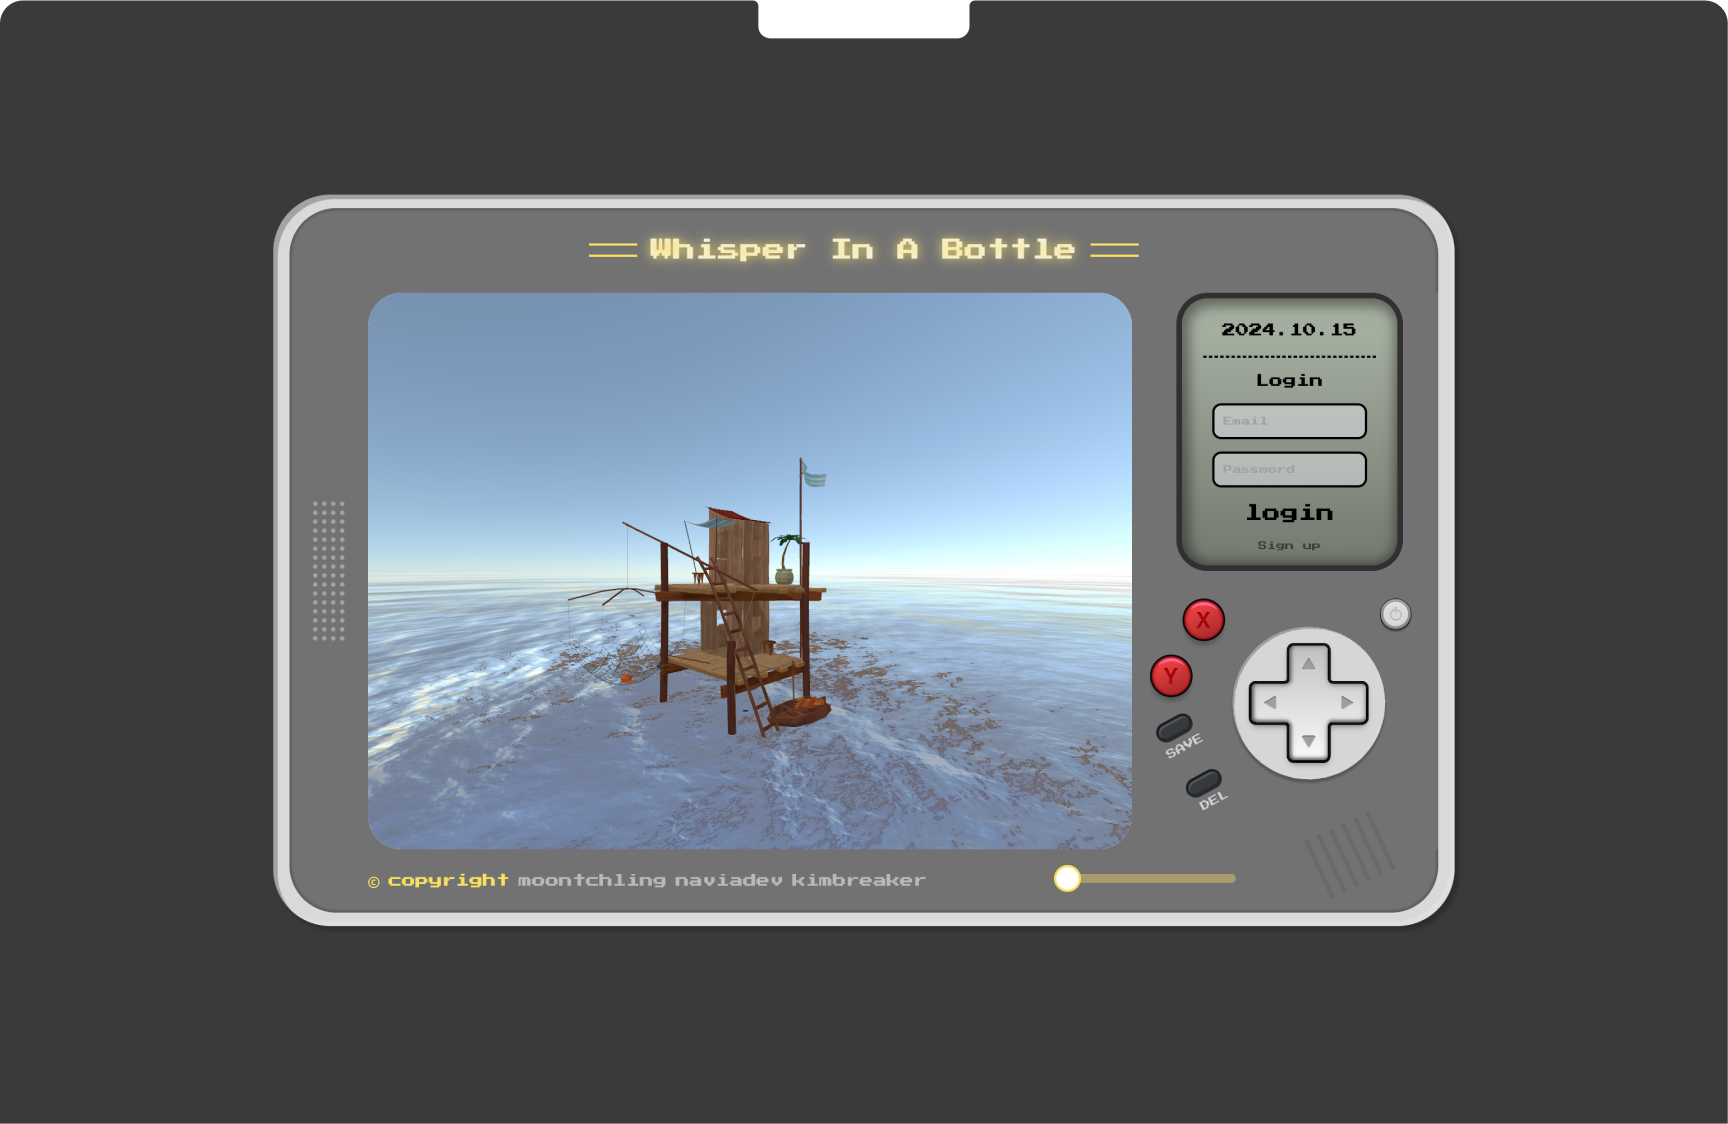 Whisper In A Bottle
2024.10.15
Login
Email
Password
login
Sign up
X
Y
SAVE
DEL
© copyright moontchling naviadev kimbreaker